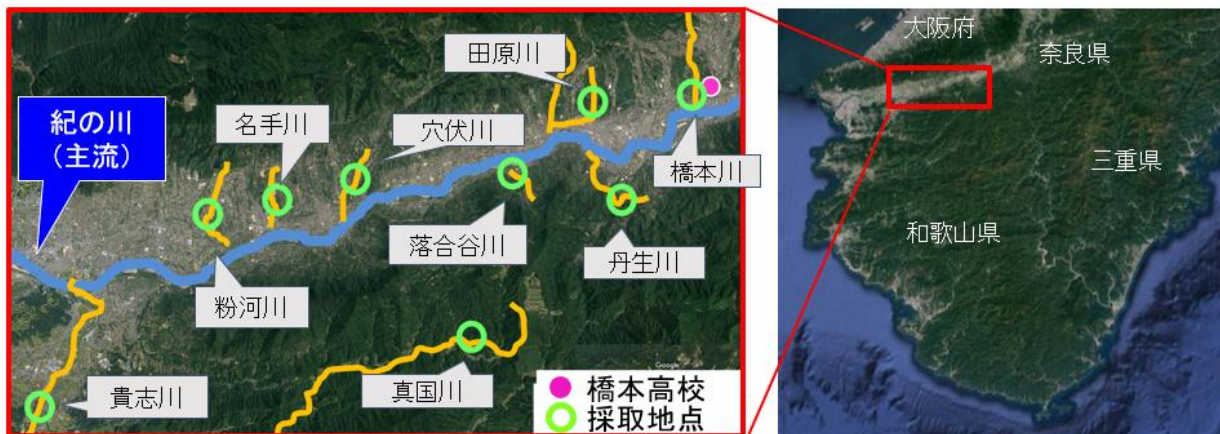 田原川
名手川
穴伏川
紀の川
(主流)
橋本川
落合谷川
丹生川
粉河川
貴志川
真国川
Google
橋本高校
採取地点
大阪府
奈良県
三重県
和歌山県